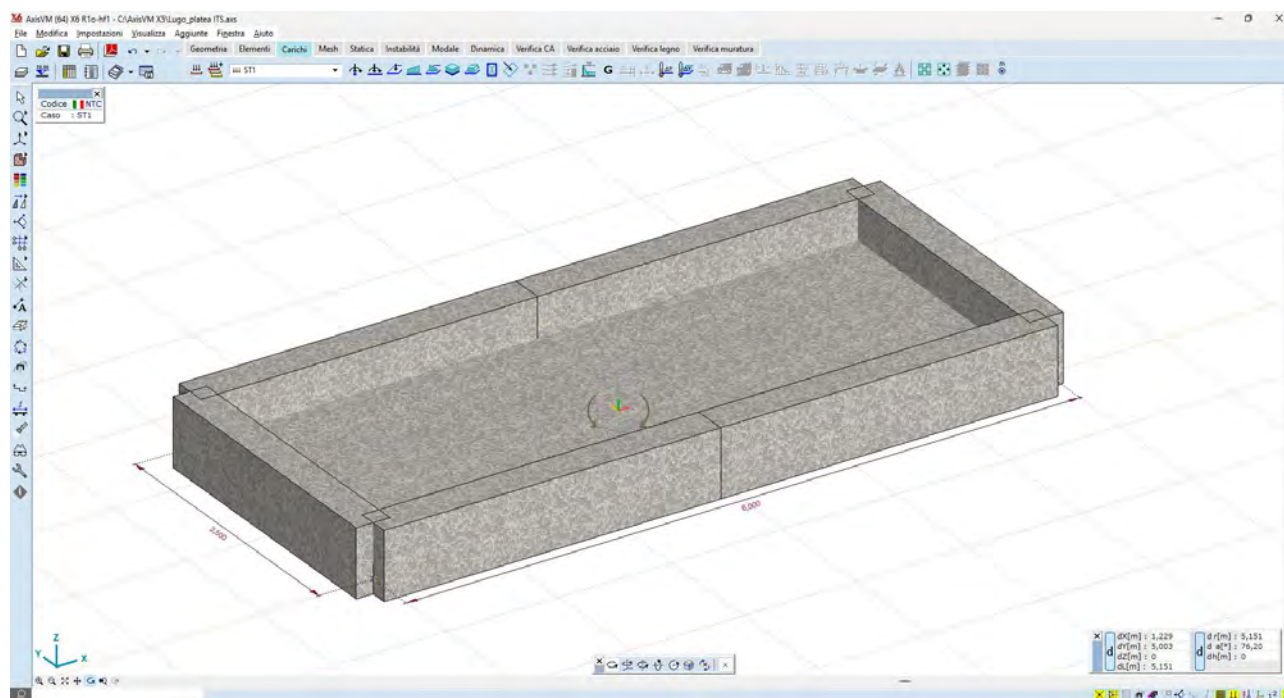 AxisVM (64) X6 R1o-hf1 - C:\AxisVM X5\Lugo_platea ITS.axs
File Modifica Impostazioni Visualizza Aggiunte Finestra Aiuto
Geometria Elementi Carichi Mesh Statica Instabilità Modale Dinamica Verifica CA Verifica acciaio Verifica legno Verifica muratura
ST1
G
Codice NTC
Caso : ST1
2,500
6,000
Z
Y
X
d
dX[m] : 1,229
dY[m] : 5,003
dZ[m] : 0
dL[m] : 5,151
d
d r[m] : 5,151
d a[°] : 76,20
dh[m] : 0